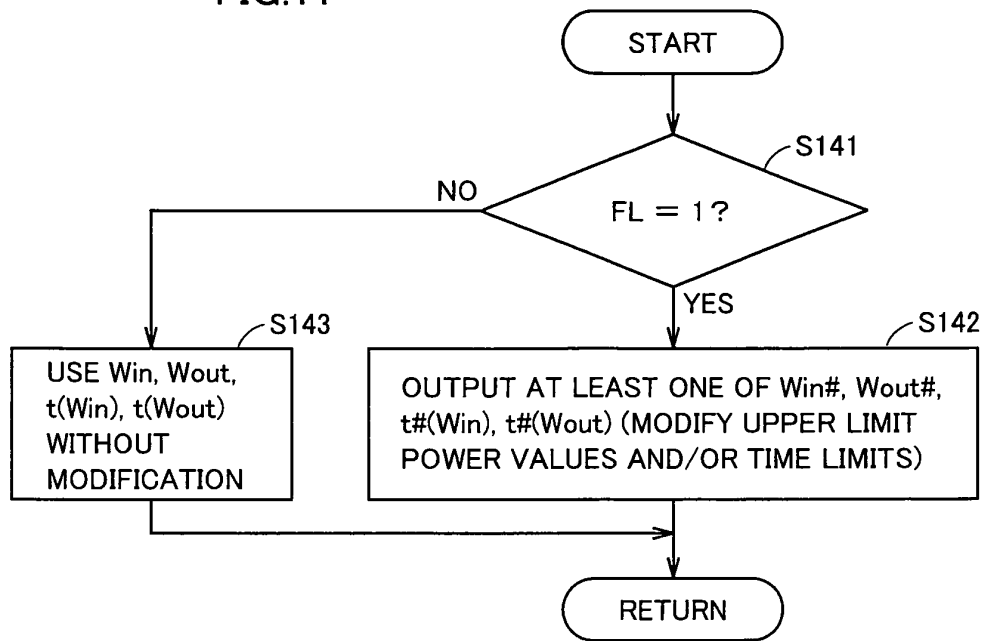 START
S141
NO
FL = 1?
YES
S143
S142
USE Win, Wout,
t(Win), t(Wout)
WITHOUT
MODIFICATION
OUTPUT AT LEAST ONE OF Win#, Wout#,
t#(Win), t#(Wout) (MODIFY UPPER LIMIT
POWER VALUES AND/OR TIME LIMITS)
RETURN